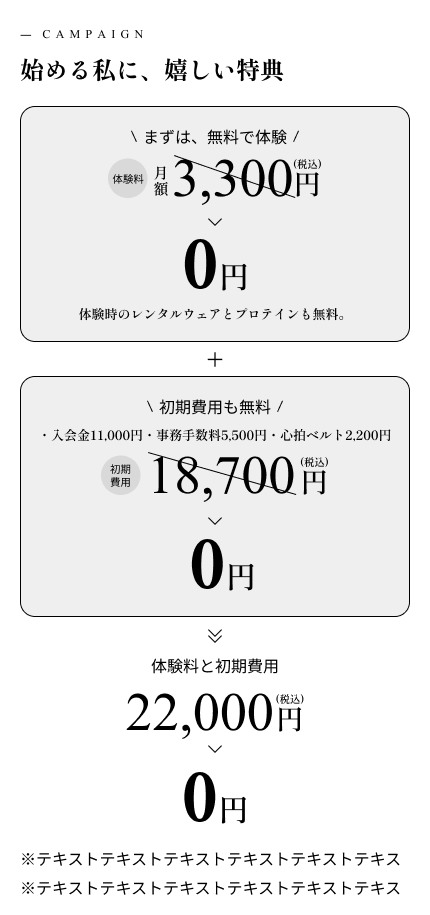 — CAMPAIGN
始める私に、嬉しい特典
\ まずは、無料で体験 /
体験料 月額 3,300円(税込)
0円
体験時のレンタルウェアとプロテインも無料。
+
\ 初期費用も無料 /
・入会金11,000円・事務手数料5,500円・心拍ベルト2,200円
初期費用 18,700円(税込)
0円
体験料と初期費用
22,000円(税込)
0円
※テキストテキストテキストテキストテキストテキス
※テキストテキストテキストテキストテキストテキス